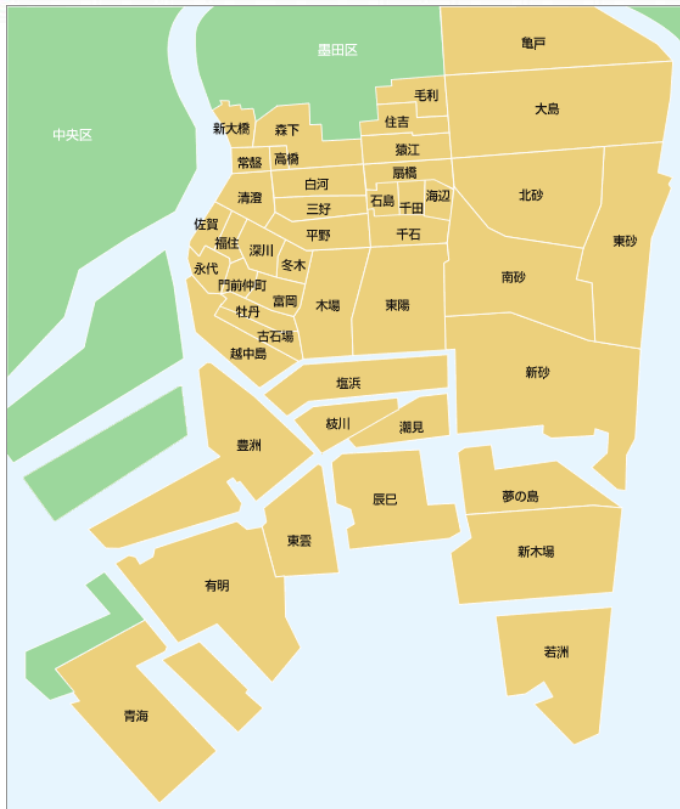 墨田区
中央区
亀戸
毛利
大島
新大橋
森下
住吉
猿江
常盤
高橋
扇橋
白河
清澄
石島
千田
海辺
北砂
三好
佐賀
福住
平野
千石
東砂
深川
冬木
永代
門前仲町
南砂
富岡
木場
東陽
牡丹
古石場
越中島
新砂
塩浜
枝川
潮見
豊洲
辰巳
夢の島
東雲
新木場
有明
若洲
青海